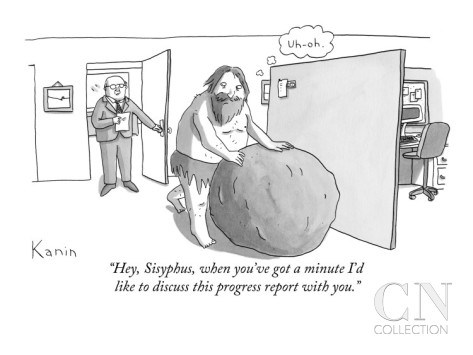 Uh-oh.
Kanin
“Hey, Sisyphus, when you’ve got a minute I’d
like to discuss this progress report with you.”
CN
COLLECTION